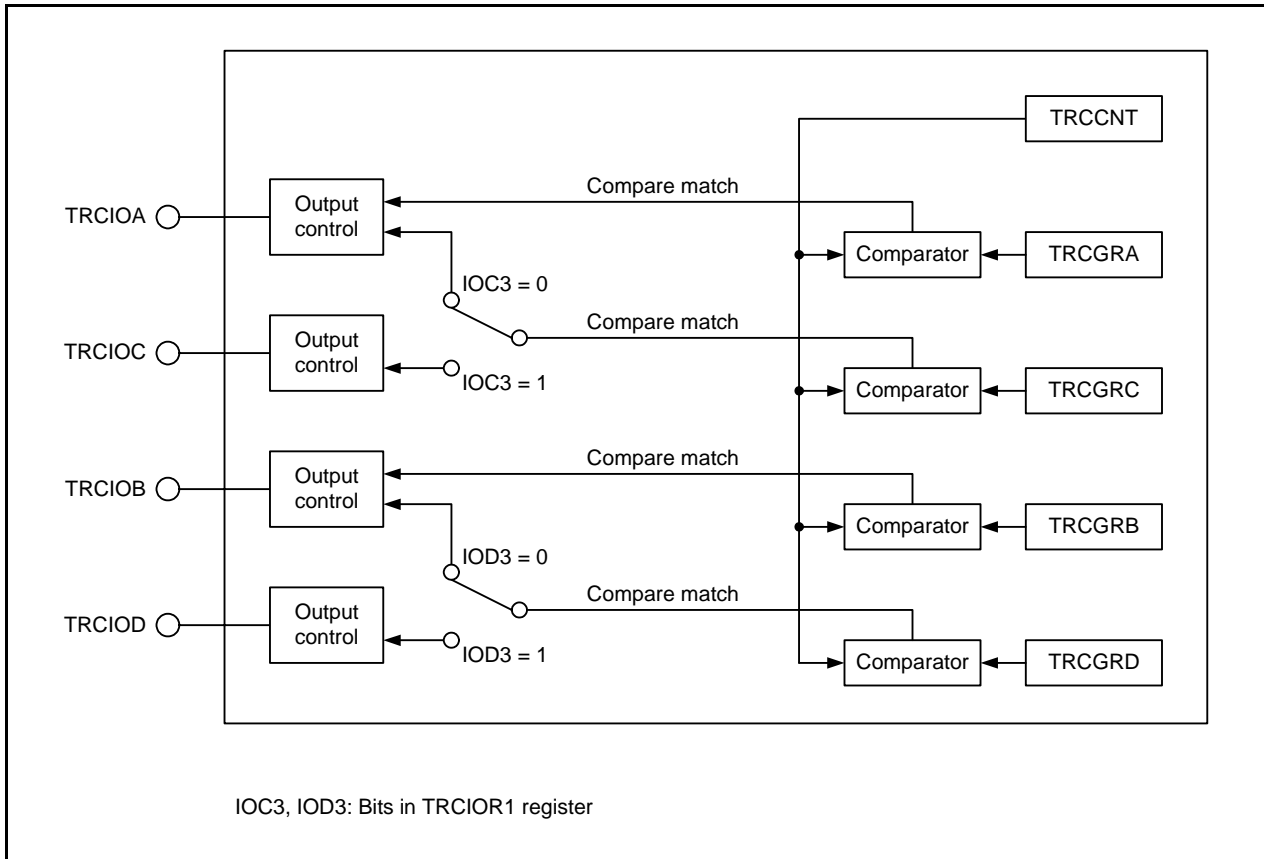 TRCCNT
Compare match
TRCIOA
Output
control
Comparator
TRCGRA
IOC3 = 0
Compare match
TRCIOC
Output
control
IOC3 = 1
Comparator
TRCGRC
Compare match
TRCIOB
Output
control
Comparator
TRCGRB
IOD3 = 0
Compare match
TRCIOD
Output
control
IOD3 = 1
Comparator
TRCGRD
IOC3, IOD3: Bits in TRCIOR1 register